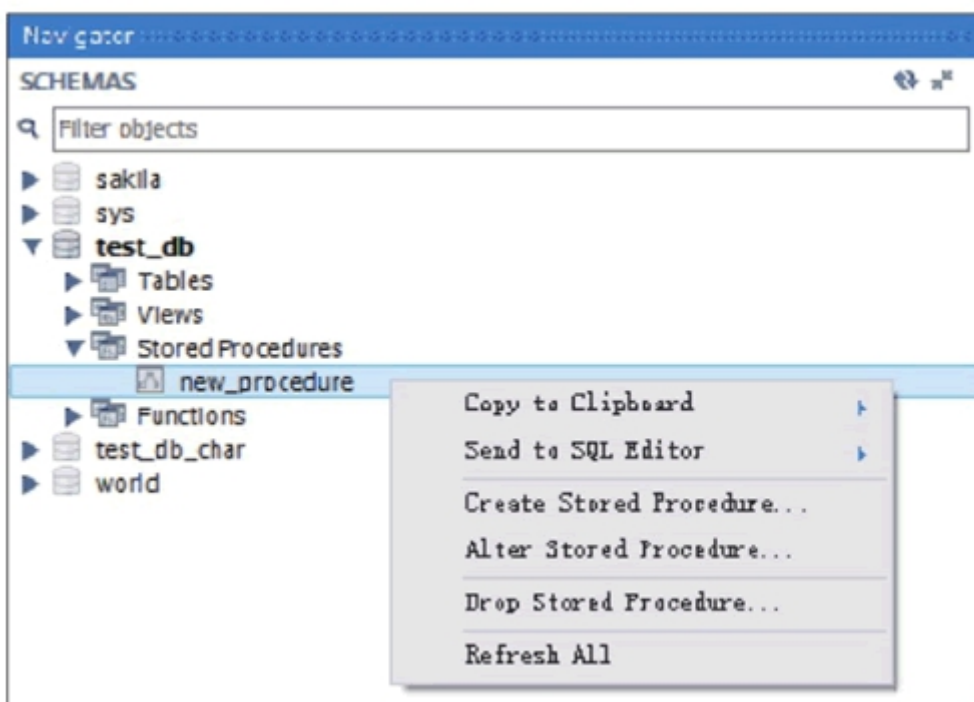 Navigator
SCHEMAS
Filter objects
sakila
sys
test_db
Tables
Views
Stored Procedures
new_procedure
Functions
test_db_char
world
Copy to Clipboard
Send to SQL Editor
Create Stored Procedure...
Alter Stored Procedure...
Drop Stored Procedure...
Refresh All